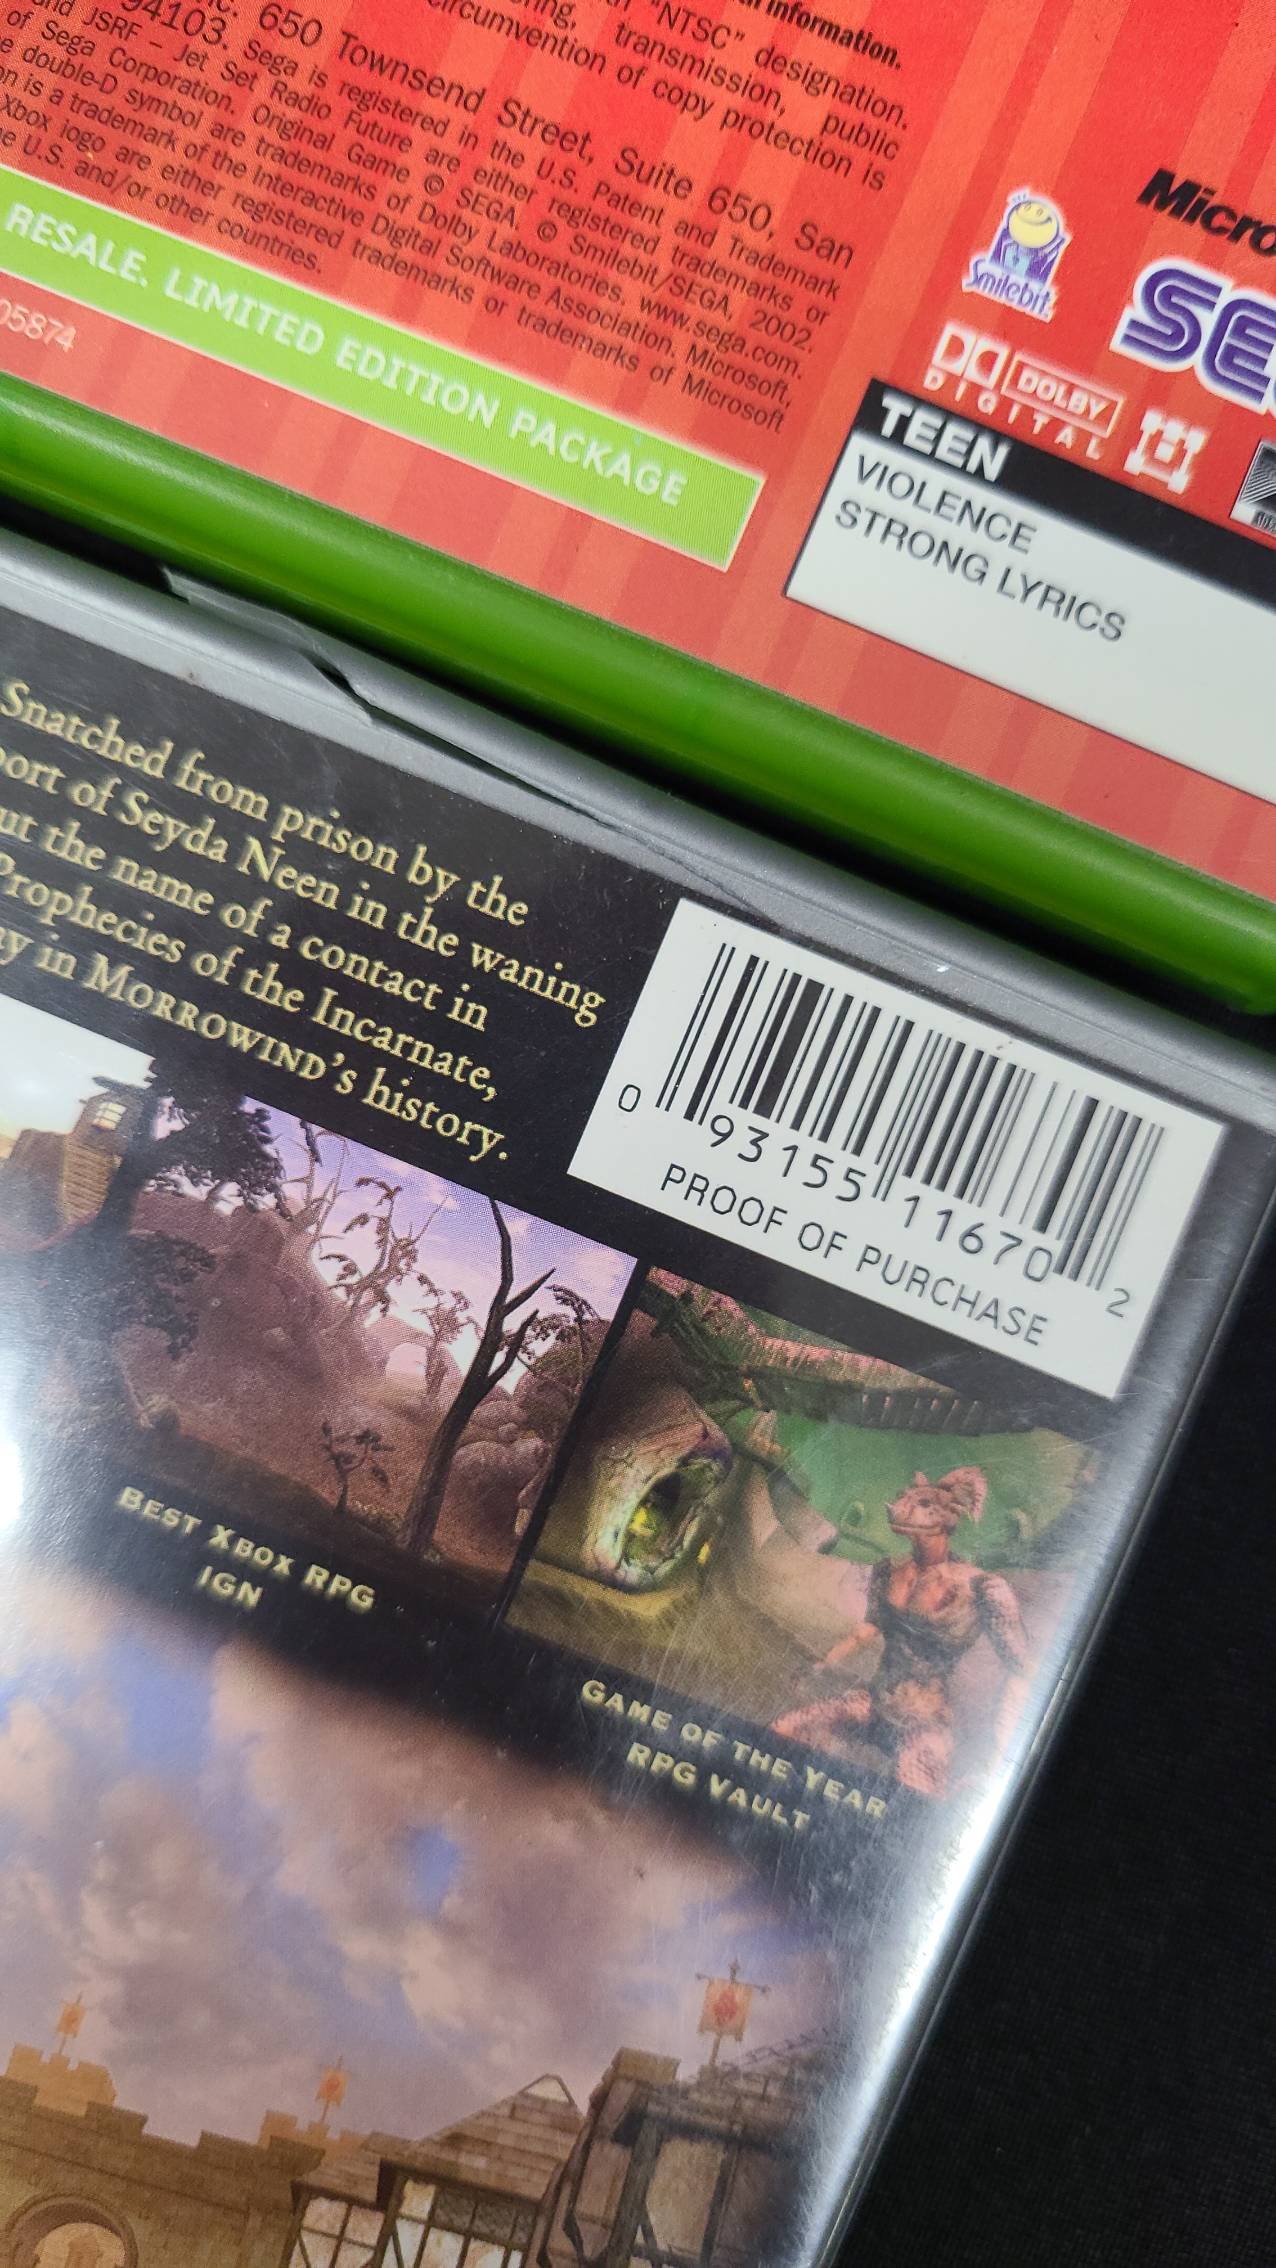 information.
"NTSC" designation.
transmission, public
circumvention of copy protection is
650 Townsend Street, Suite 650, San
94103. Sega is registered in the U.S. Patent and Trademark
JSRF – Jet Set Radio Future are either registered trademarks or
of Sega Corporation. Original Game © SEGA. © Smilebit/SEGA, 2002.
double-D symbol are trademarks of Dolby Laboratories. www.sega.com.
is a trademark of the Interactive Digital Software Association. Microsoft,
Xbox logo are either registered trademarks or trademarks of Microsoft
U.S. and/or other countries.
RESALE. LIMITED EDITION PACKAGE
05874
Smilebit
DOLBY
DIGITAL
TEEN
VIOLENCE
STRONG LYRICS
Snatched from prison by the
of Seyda Neen in the waning
the name of a contact in
Prophecies of the Incarnate,
in MORROWIND's history.
0 93155 11670 2
PROOF OF PURCHASE
BEST XBOX RPG
IGN
GAME OF THE YEAR
RPG VAULT